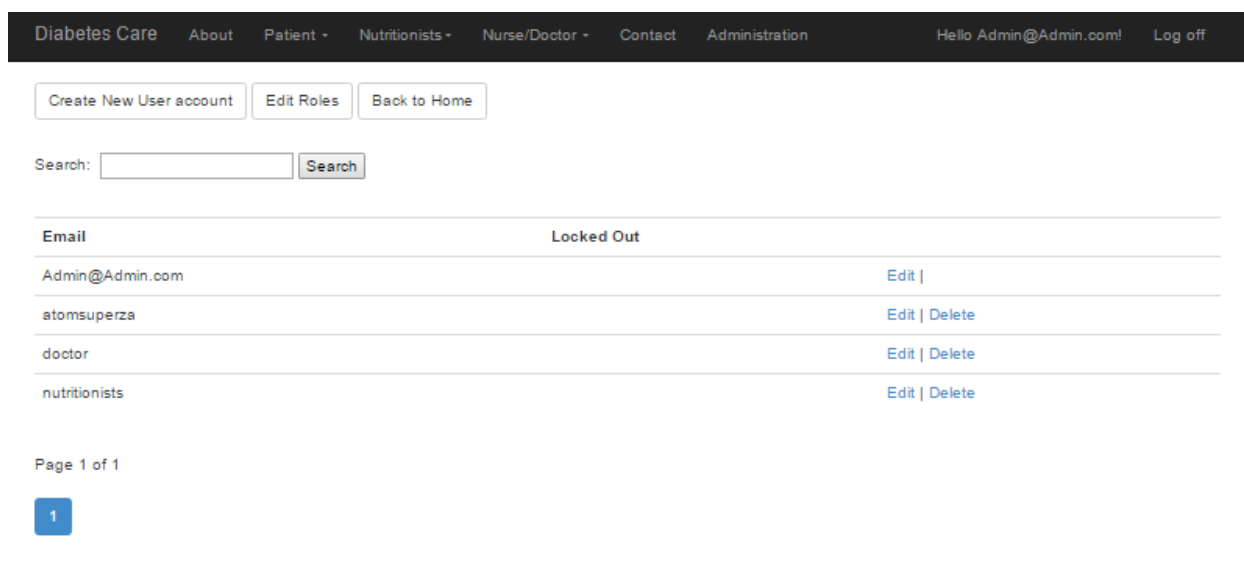 Diabetes Care About Patient Nutritionists Nurse/Doctor Contact Administration Hello Admin@Admin.com! Log off
Create New User account Edit Roles Back to Home
Search: Search
Email Locked Out
Admin@Admin.com Edit |
atomsuperza Edit | Delete
doctor Edit | Delete
nutritionists Edit | Delete
Page 1 of 1
1